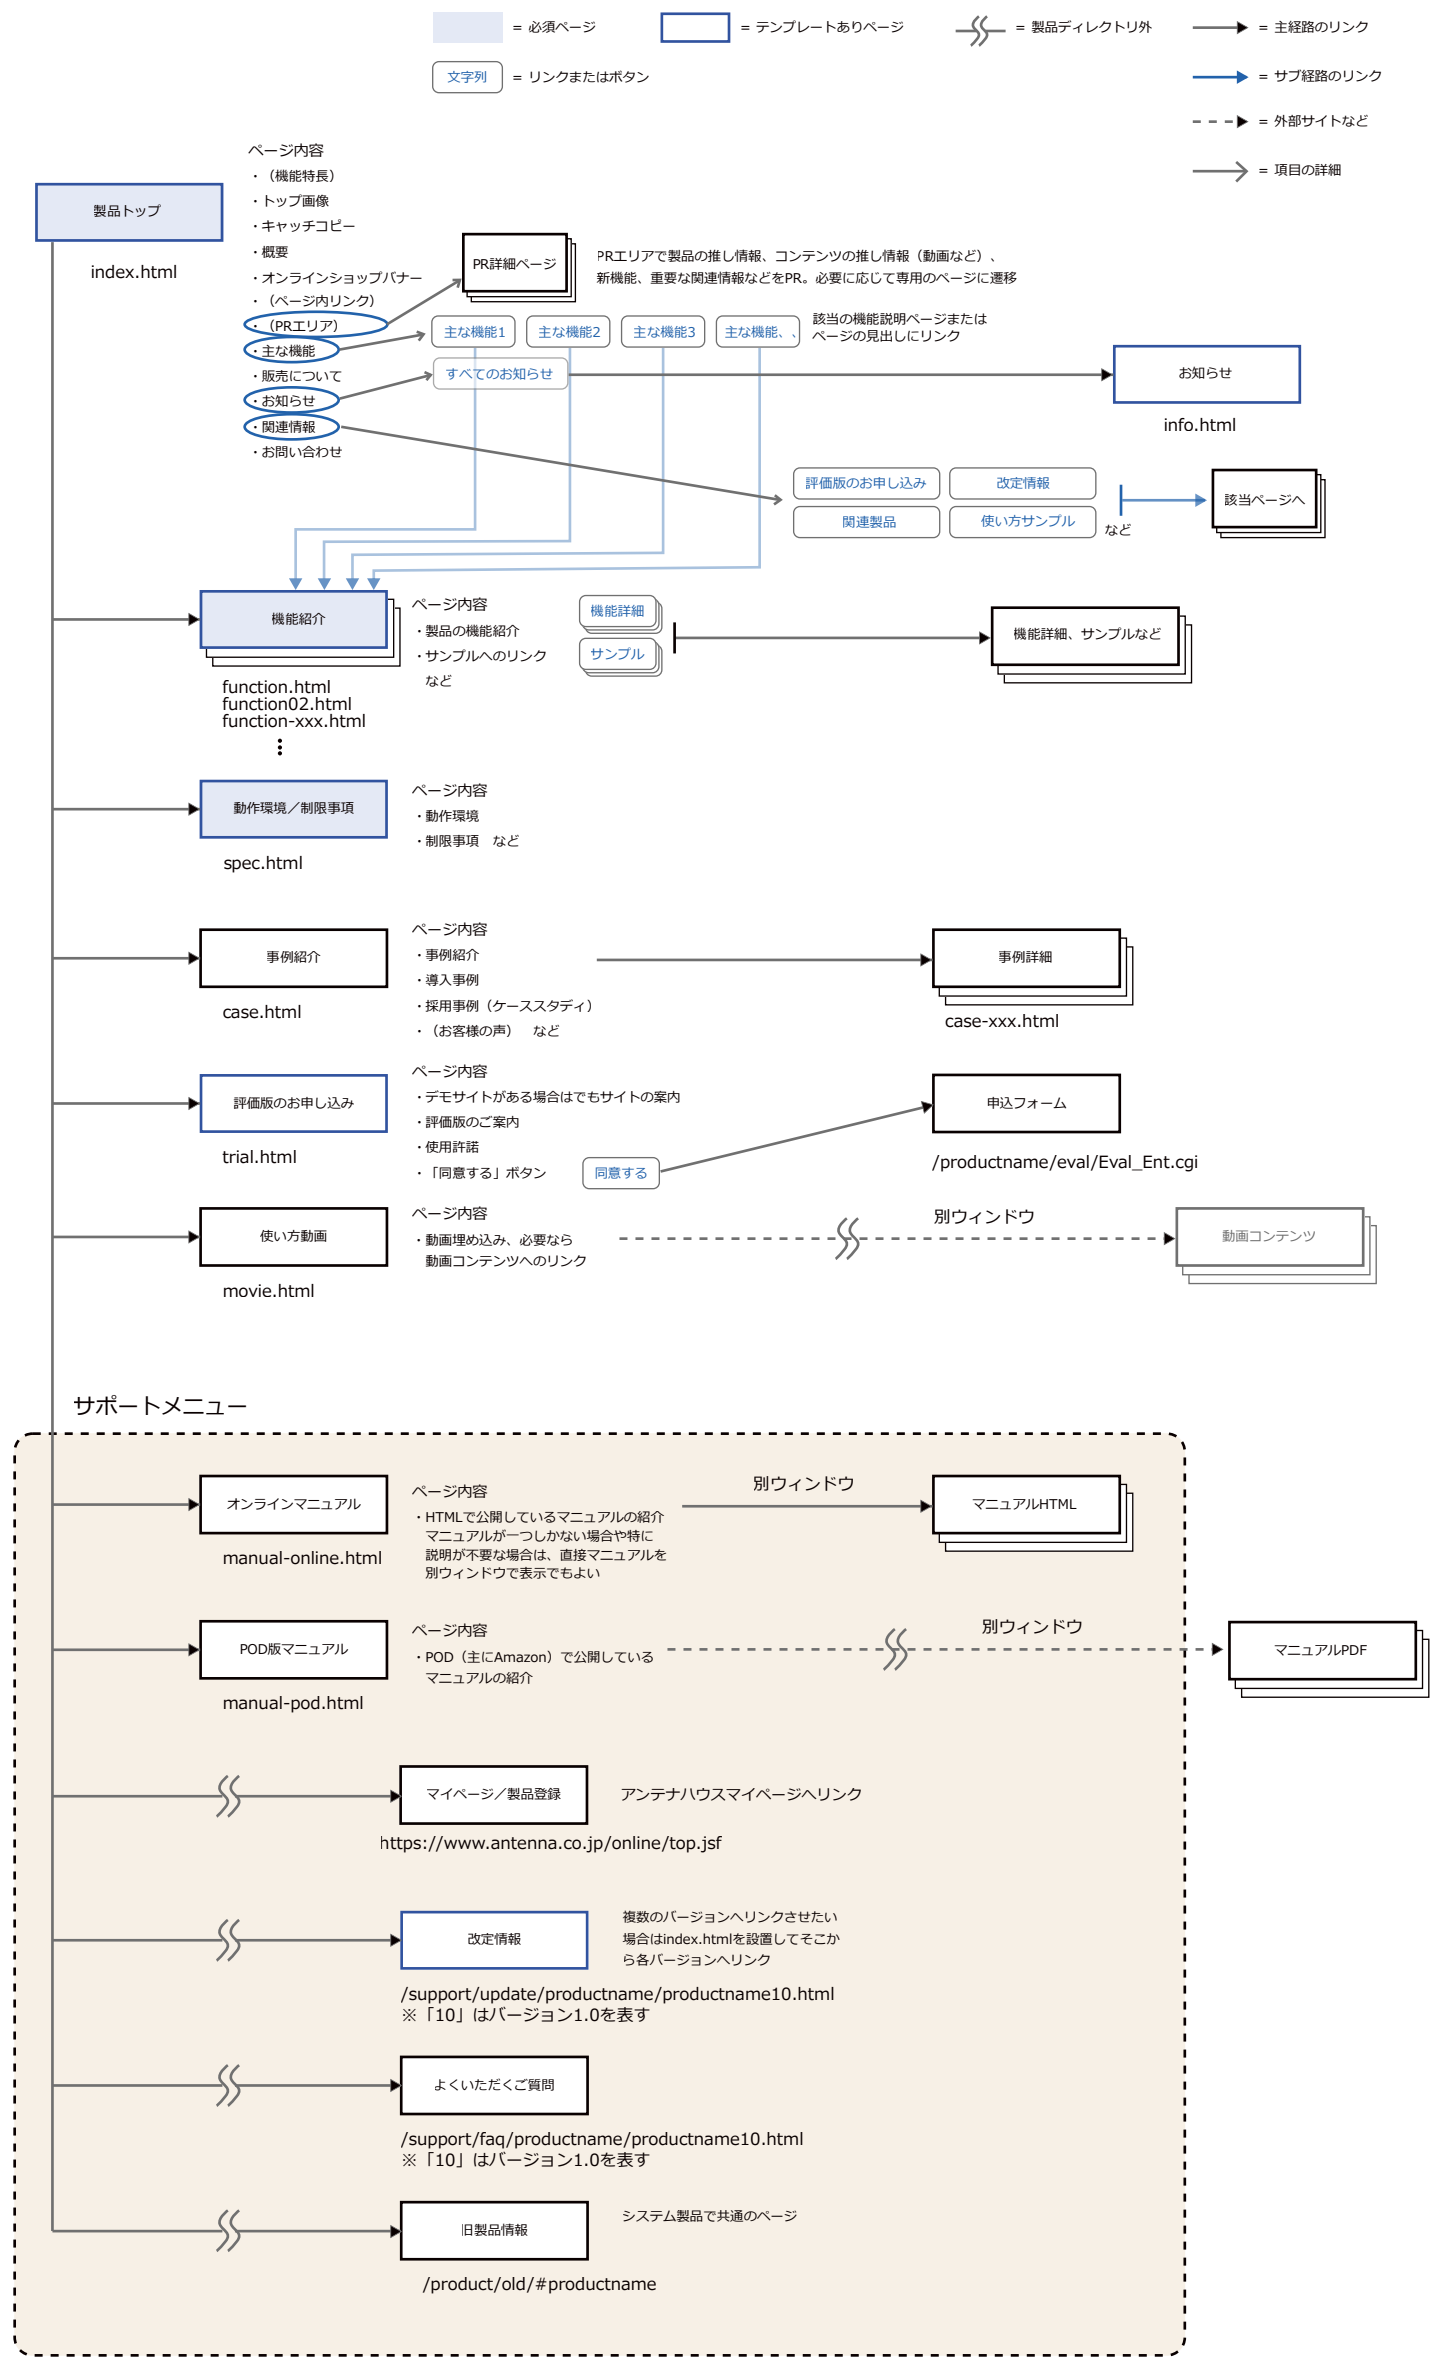 = 必須ページ
= テンプレートありページ
= 製品ディレクトリ外
= 主経路のリンク
文字列
= リンクまたはボタン
= サブ経路のリンク
= 外部サイトなど
= 項目の詳細
製品トップ
index.html
ページ内容
・（機能特長）
・トップ画像
・キャッチコピー
・概要
・オンラインショップバナー
・（ページ内リンク）
・（PRエリア）
・主な機能
・販売について
・お知らせ
・関連情報
・お問い合わせ
PR詳細ページ
PRエリアで製品の推し情報、コンテンツの推し情報（動画など）、
新機能、重要な関連情報などをPR。必要に応じて専用のページに遷移
主な機能1
主な機能2
主な機能3
主な機能、、
該当の機能説明ページまたは
ページの見出しにリンク
すべてのお知らせ
お知らせ
info.html
評価版のお申し込み
改定情報
関連製品
使い方サンプル
など
該当ページへ
機能紹介
function.html
function02.html
function-xxx.html
ページ内容
・製品の機能紹介
・サンプルへのリンク
など
機能詳細
サンプル
機能詳細、サンプルなど
動作環境／制限事項
spec.html
ページ内容
・動作環境
・制限事項　など
事例紹介
case.html
ページ内容
・事例紹介
・導入事例
・採用事例（ケーススタディ）
・（お客様の声）　など
事例詳細
case-xxx.html
評価版のお申し込み
trial.html
ページ内容
・デモサイトがある場合はでもサイトの案内
・評価版のご案内
・使用許諾
・「同意する」ボタン
同意する
申込フォーム
/productname/eval/Eval_Ent.cgi
使い方動画
movie.html
ページ内容
・動画埋め込み、必要なら
動画コンテンツへのリンク
別ウィンドウ
動画コンテンツ
サポートメニュー
オンラインマニュアル
manual-online.html
ページ内容
・HTMLで公開しているマニュアルの紹介
マニュアルが一つしかない場合や特に
説明が不要な場合は、直接マニュアルを
別ウィンドウで表示でもよい
別ウィンドウ
マニュアルHTML
POD版マニュアル
manual-pod.html
ページ内容
・POD（主にAmazon）で公開している
マニュアルの紹介
別ウィンドウ
マニュアルPDF
マイページ／製品登録
アンテナハウスマイページへリンク
https://www.antenna.co.jp/online/top.jsf
改定情報
複数のバージョンへリンクさせたい
場合はindex.htmlを設置してそこか
ら各バージョンへリンク
/support/update/productname/productname10.html
※「10」はバージョン1.0を表す
よくいただくご質問
/support/faq/productname/productname10.html
※「10」はバージョン1.0を表す
旧製品情報
システム製品で共通のページ
/product/old/#productname